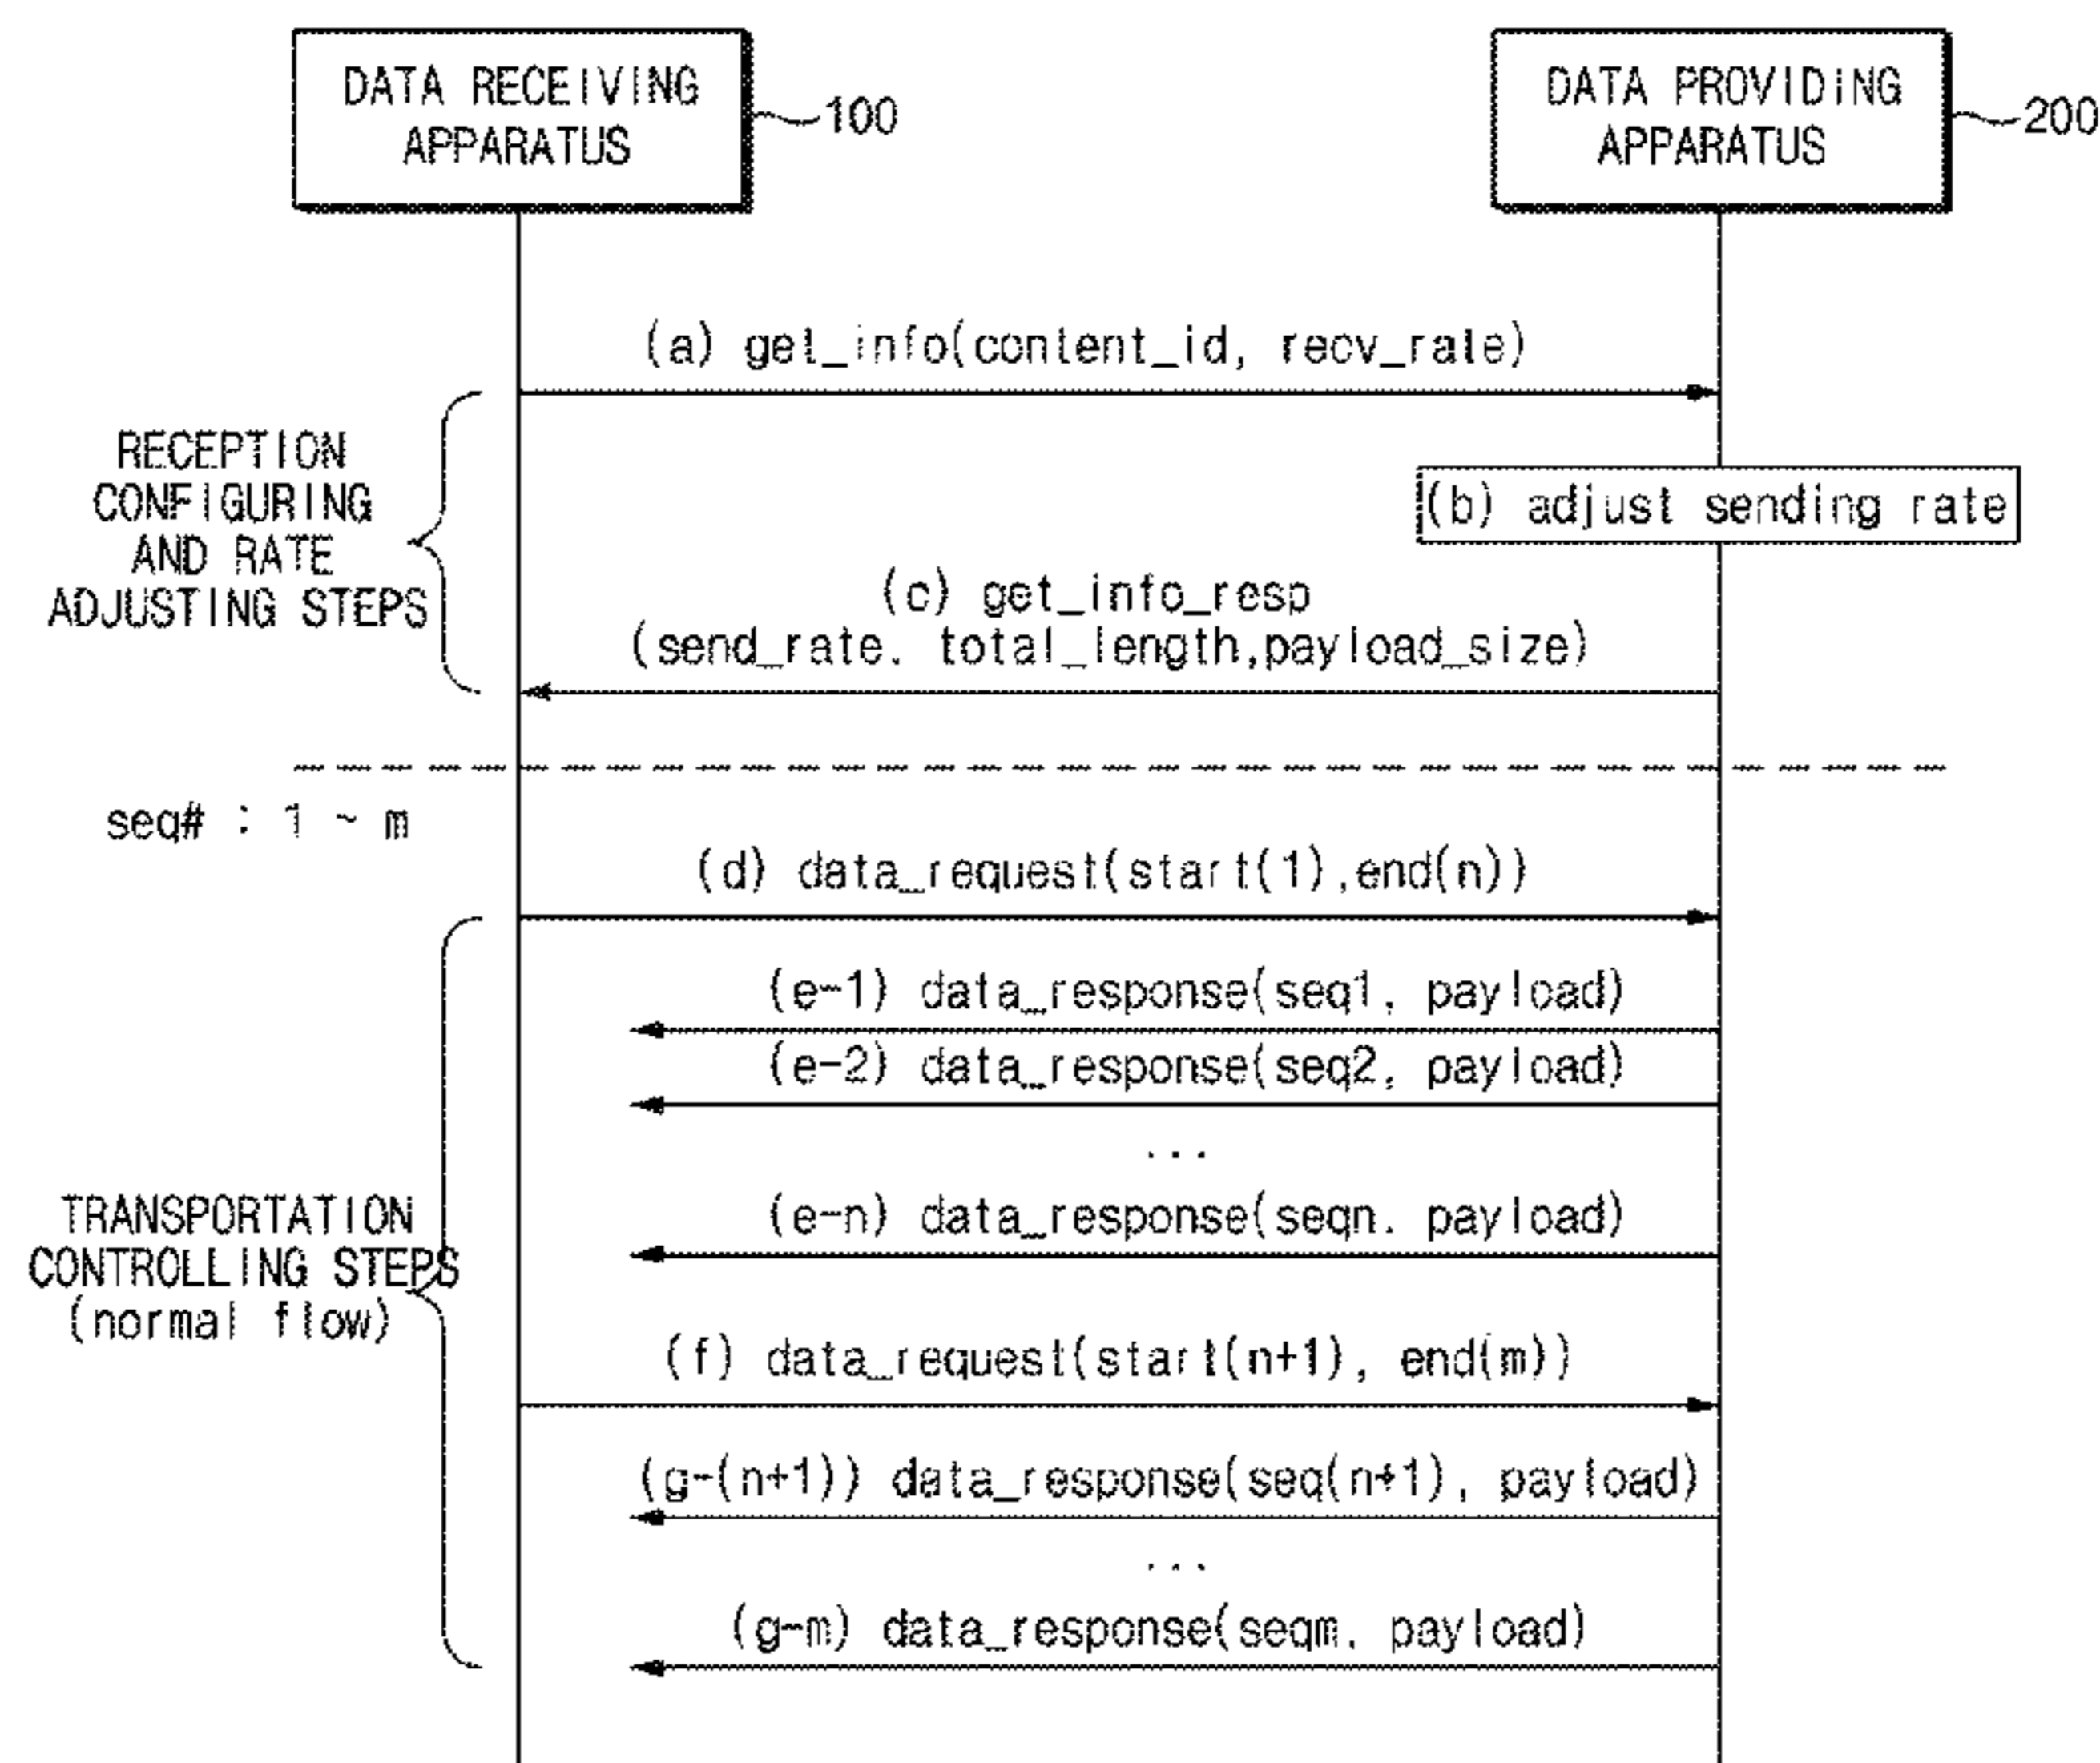 DATA RECEIVING
APPARATUS
100
DATA PROVIDING
APPARATUS
200
(a) get_info(content_id, recv_rate)
RECEPTION
CONFIGURING
AND RATE
ADJUSTING STEPS
(b) adjust sending rate
(c) get_info_resp
(send_rate, total_length,payload_size)
seq# : 1 ~ m
(d) data_request(start(1),end(n))
(e-1) data_response(seq1, payload)
(e-2) data_response(seq2, payload)
...
(e-n) data_response(seqn, payload)
TRANSPORTATION
CONTROLLING STEPS
(normal flow)
(f) data_request(start(n+1), end(m))
(g-(n+1)) data_response(seq(n+1), payload)
...
(g-m) data_response(seqm, payload)